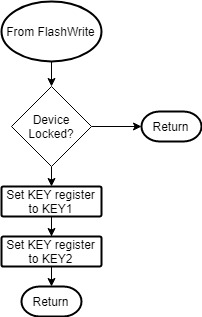 From FlashWrite
Device
Locked?
Return
Set KEY register
to KEY1
Set KEY register
to KEY2
Return